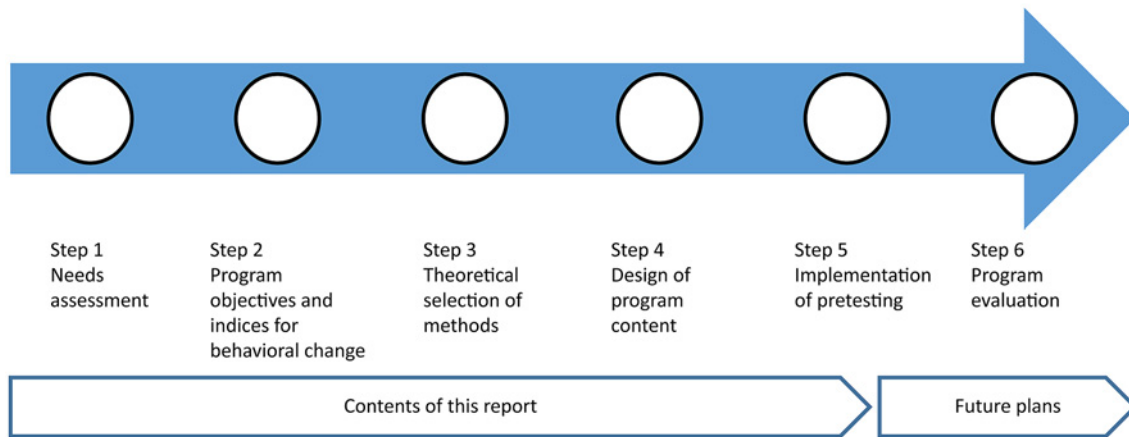 Step 1
Needs
assessment
Step 2
Program
objectives and
indices for
behavioral change
Step 3
Theoretical
selection of
methods
Step 4
Design of
program
content
Step 5
Implementation
of pretesting
Step 6
Program
evaluation
Contents of this report
Future plans